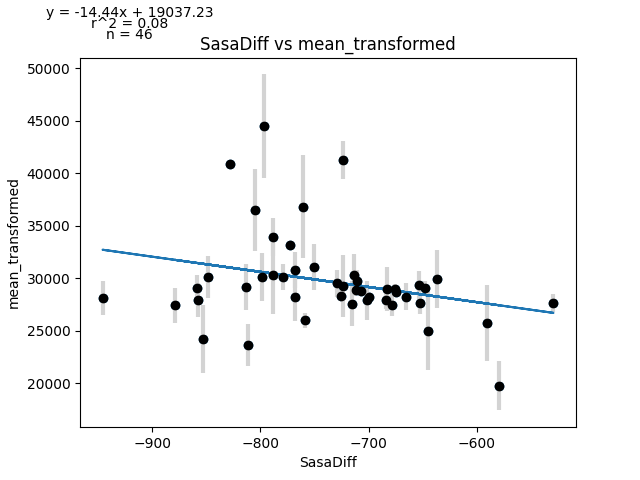 y = -14.44x + 19037.23
r^2 = 0.08
n = 46
SasaDiff vs mean_transformed
50000
45000
40000
35000
30000
25000
20000
mean_transformed
−900
−800
−700
−600
SasaDiff